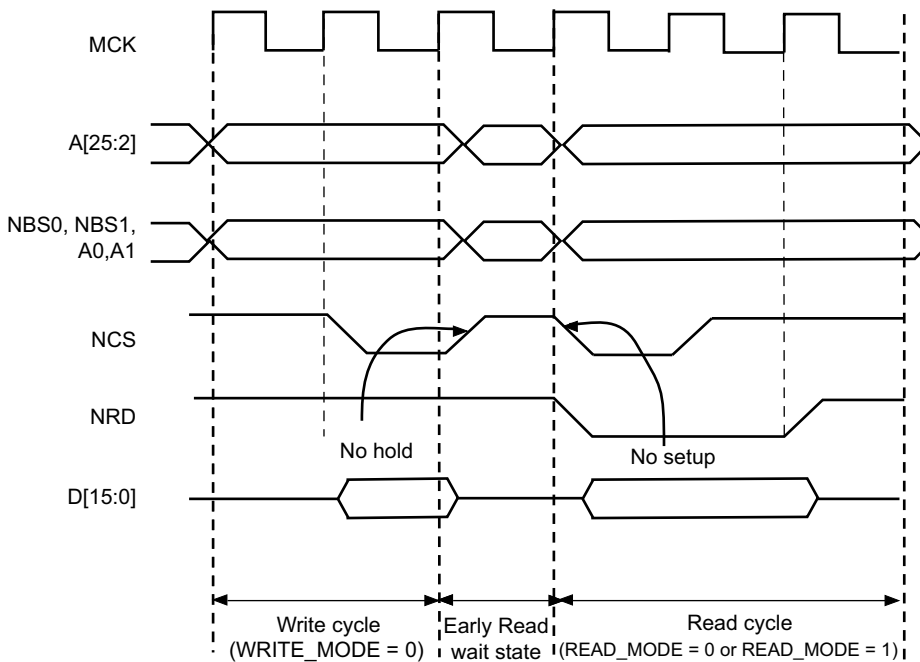 MCK
A[25:2]
NBS0, NBS1,
A0,A1
NCS
NRD
No hold
No setup
D[15:0]
Write cycle
(WRITE_MODE = 0)
Early Read
wait state
Read cycle
(READ_MODE = 0 or READ_MODE = 1)